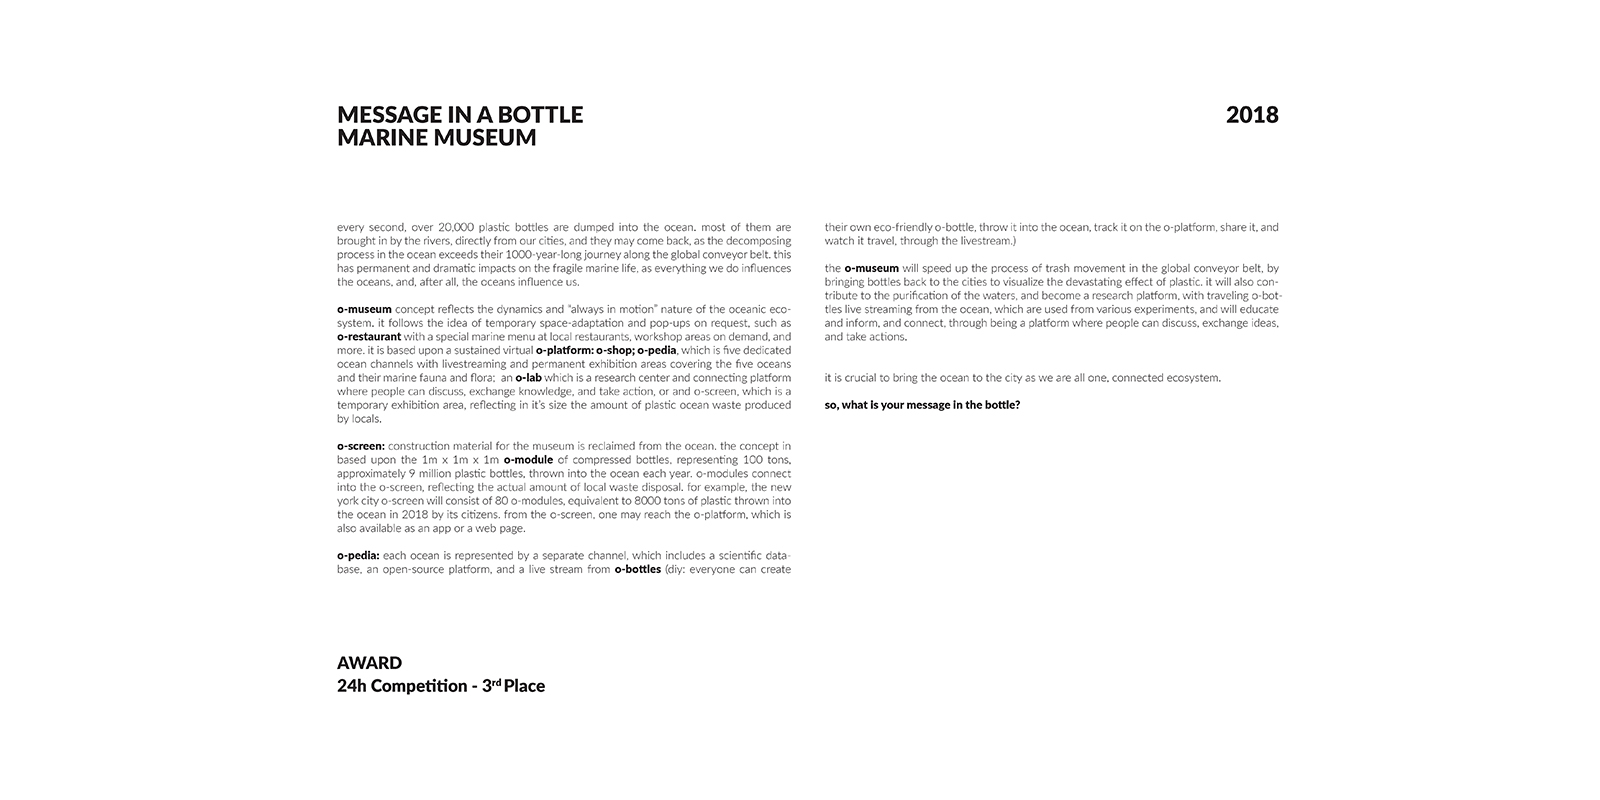 MESSAGE IN A BOTTLE
MARINE MUSEUM
2018
every second, over 20,000 plastic bottles are dumped into the ocean. most of them are
brought in by the rivers, directly from our cities, and they may come back, as the decomposing
process in the ocean exceeds their 1000-year-long journey along the global conveyor belt. this
has permanent and dramatic impacts on the fragile marine life, as everything we do influences
the oceans, and, after all, the oceans influence us.
o-museum concept reflects the dynamics and "always in motion" nature of the oceanic eco-
system. it follows the idea of temporary space-adaptation and pop-ups on request, such as
o-restaurant with a special marine menu at local restaurants, workshop areas on demand, and
more. it is based upon a sustained virtual o-platform: o-shop; o-pedia, which is five dedicated
ocean channels with livestreaming and permanent exhibition areas covering the five oceans
and their marine fauna and flora; an o-lab which is a research center and connecting platform
where people can discuss, exchange knowledge, and take action, or and o-screen, which is a
temporary exhibition area, reflecting in it's size the amount of plastic ocean waste produced
by locals.
o-screen: construction material for the museum is reclaimed from the ocean. the concept in
based upon the 1m x 1m x 1m o-module of compressed bottles, representing 100 tons,
approximately 9 million plastic bottles, thrown into the ocean each year. o-modules connect
into the o-screen, reflecting the actual amount of local waste disposal. for example, the new
york city o-screen will consist of 80 o-modules, equivalent to 8000 tons of plastic thrown into
the ocean in 2018 by its citizens. from the o-screen, one may reach the o-platform, which is
also available as an app or a web page.
o-pedia: each ocean is represented by a separate channel, which includes a scientific data-
base, an open-source platform, and a live stream from o-bottles (diy: everyone can create
their own eco-friendly o-bottle, throw it into the ocean, track it on the o-platform, share it, and
watch it travel, through the livestream.)
the o-museum will speed up the process of trash movement in the global conveyor belt, by
bringing bottles back to the cities to visualize the devastating effect of plastic. it will also con-
tribute to the purification of the waters, and become a research platform, with traveling o-bot-
tles live streaming from the ocean, which are used from various experiments, and will educate
and inform, and connect, through being a platform where people can discuss, exchange ideas,
and take actions.
it is crucial to bring the ocean to the city as we are all one, connected ecosystem.
so, what is your message in the bottle?
AWARD
24h Competition - 3rd Place